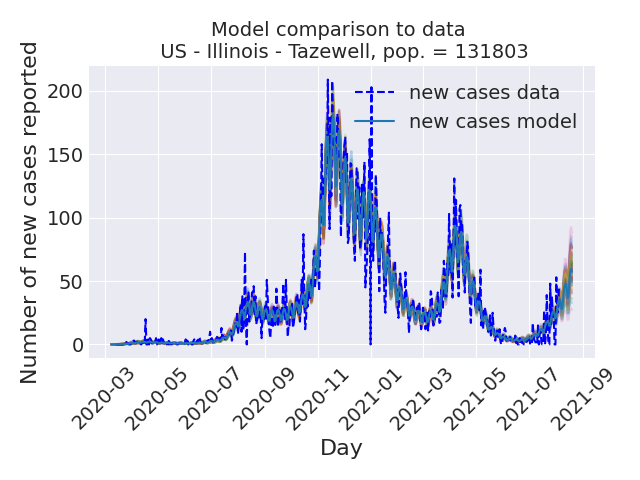 Model comparison to data
US - Illinois - Tazewell, pop. = 131803
Number of new cases reported
200
150
100
50
0
new cases data
new cases model
2020-03
2020-05
2020-07
2020-09
2020-11
2021-01
2021-03
2021-05
2021-07
2021-09
Day